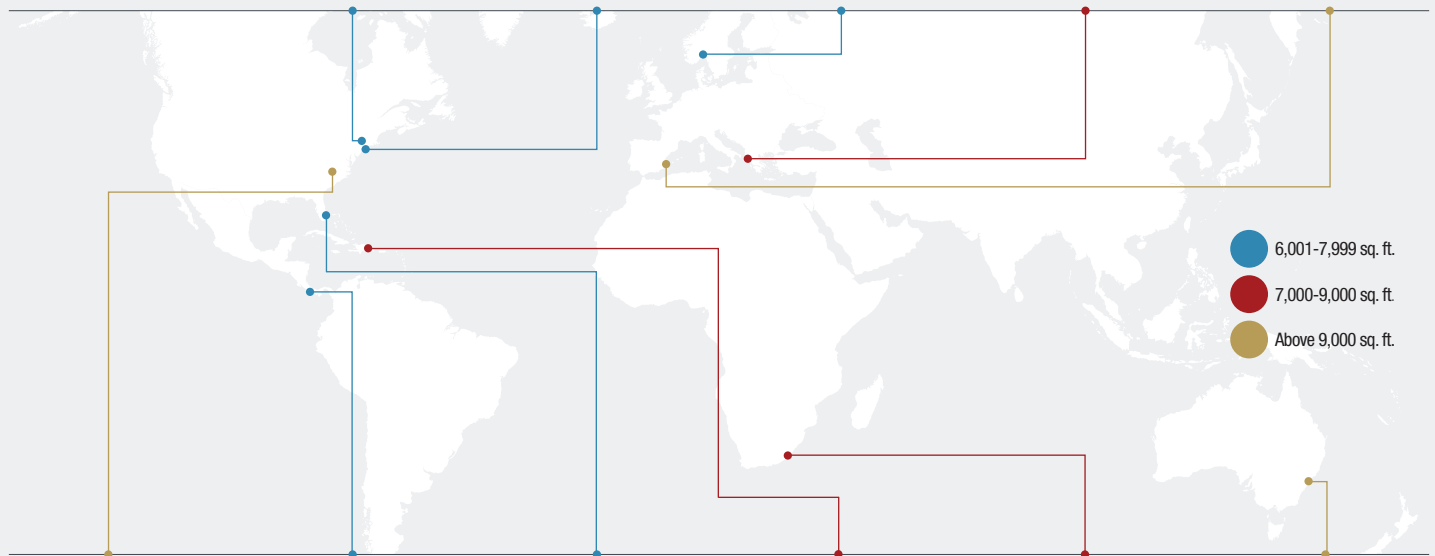 6,001-7,999 sq. ft.
7,000-9,000 sq. ft.
Above 9,000 sq. ft.